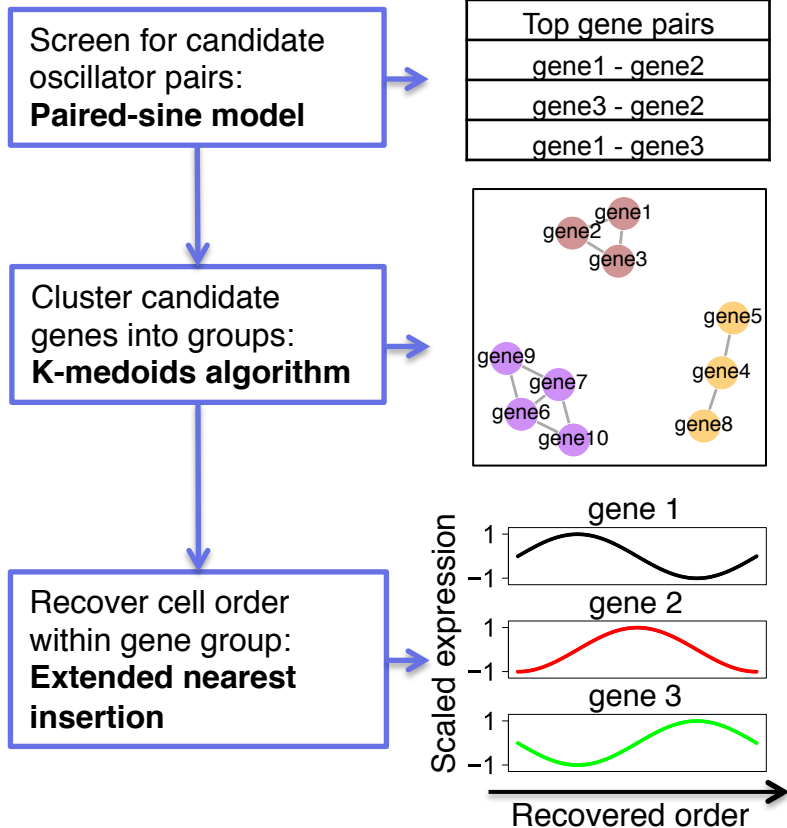 Screen for candidate
oscillator pairs:
Paired-sine model
Top gene pairs
gene1 - gene2
gene3 - gene2
gene1 - gene3
Cluster candidate
genes into groups:
K-medoids algorithm
gene1
gene2
gene3
gene5
gene9
gene4
gene7
gene6
gene8
gene10
Recover cell order
within gene group:
Extended nearest
insertion
Scaled expression
gene 1
1
−1
gene 2
1
−1
gene 3
1
−1
Recovered order